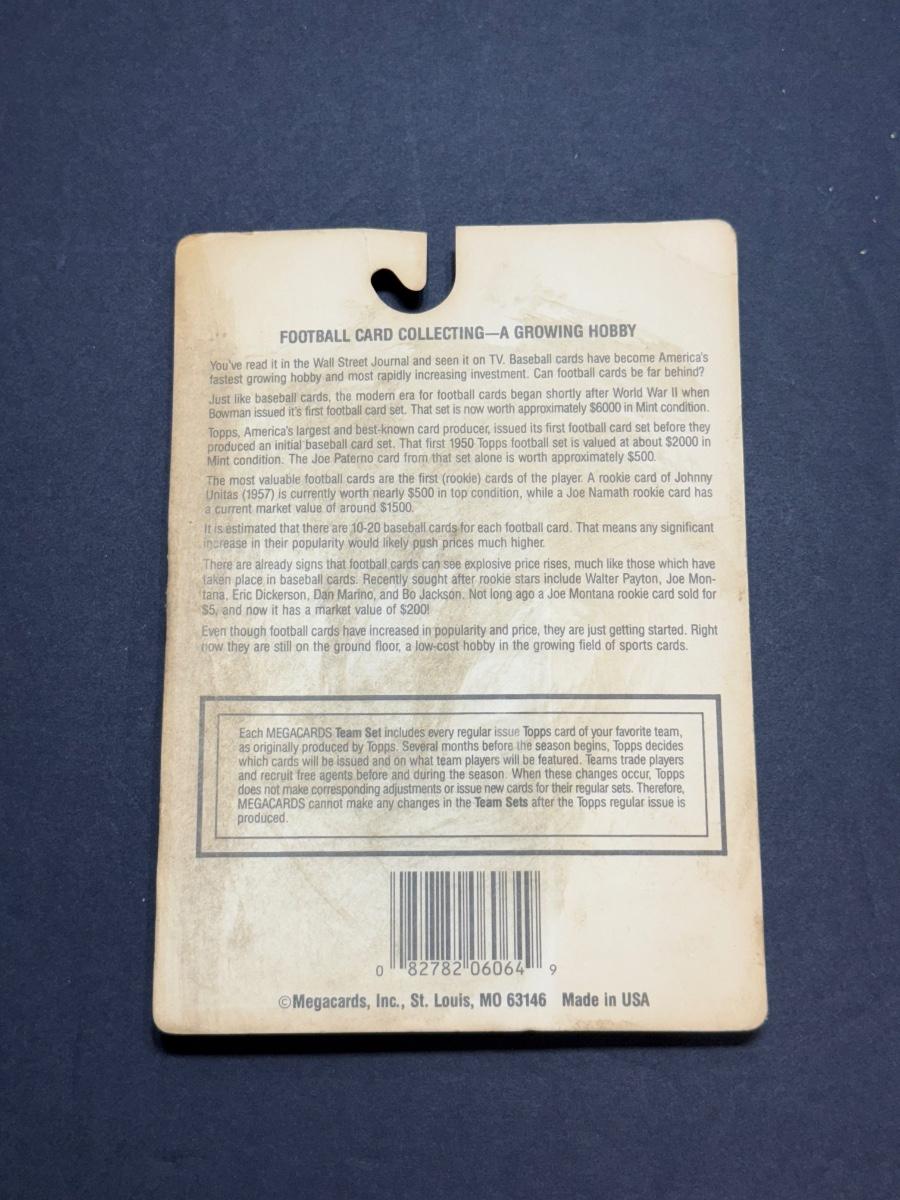 FOOTBALL CARD COLLECTING—A GROWING HOBBY
You've read it in the Wall Street Journal and seen it on TV. Baseball cards have become America's
fastest growing hobby and most rapidly increasing investment. Can football cards be far behind?
Just like baseball cards, the modern era for football cards began shortly after World War II when
Bowman issued it's first football card set. That set is now worth approximately $6000 in Mint condition.
Topps, America's largest and best-known card producer, issued its first football card set before they
produced an initial baseball card set. That first 1950 Topps football set is valued at about $2000 in
Mint condition. The Joe Paterno card from that set alone is worth approximately $500.
The most valuable football cards are the first (rookie) cards of the player. A rookie card of Johnny
Unitas (1957) is currently worth nearly $500 in top condition, while a Joe Namath rookie card has
a current market value of around $1500.
It is estimated that there are 10-20 baseball cards for each football card. That means any significant
increase in their popularity would likely push prices much higher.
There are already signs that football cards can see explosive price rises, much like those which have
taken place in baseball cards. Recently sought after rookie stars include Walter Payton, Joe Mon-
tana, Eric Dickerson, Dan Marino, and Bo Jackson. Not long ago a Joe Montana rookie card sold for
$5, and now it has a market value of $200!
Even though football cards have increased in popularity and price, they are just getting started. Right
now they are still on the ground floor, a low-cost hobby in the growing field of sports cards.
Each MEGACARDS Team Set includes every regular issue Topps card of your favorite team,
as originally produced by Topps. Several months before the season begins, Topps decides
which cards will be issued and on what team players will be featured. Teams trade players
and recruit free agents before and during the season. When these changes occur, Topps
does not make corresponding adjustments or issue new cards for their regular sets. Therefore,
MEGACARDS cannot make any changes in the Team Sets after the Topps regular issue is
produced.
0 82782 06064 9
©Megacards, Inc., St. Louis, MO 63146 Made in USA